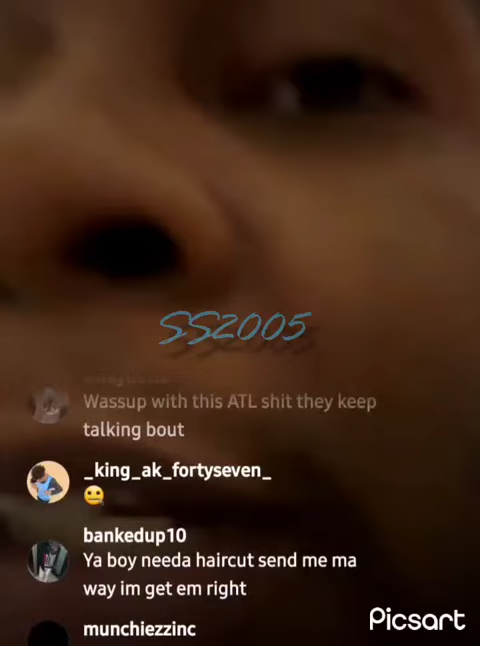 SS2005
Wassup with this ATL shit they keep
talking bout
_king_ak_fortyseven_
🤐
bankedup10
Ya boy needa haircut send me ma
way im get em right
munchiezzinc
Picsart